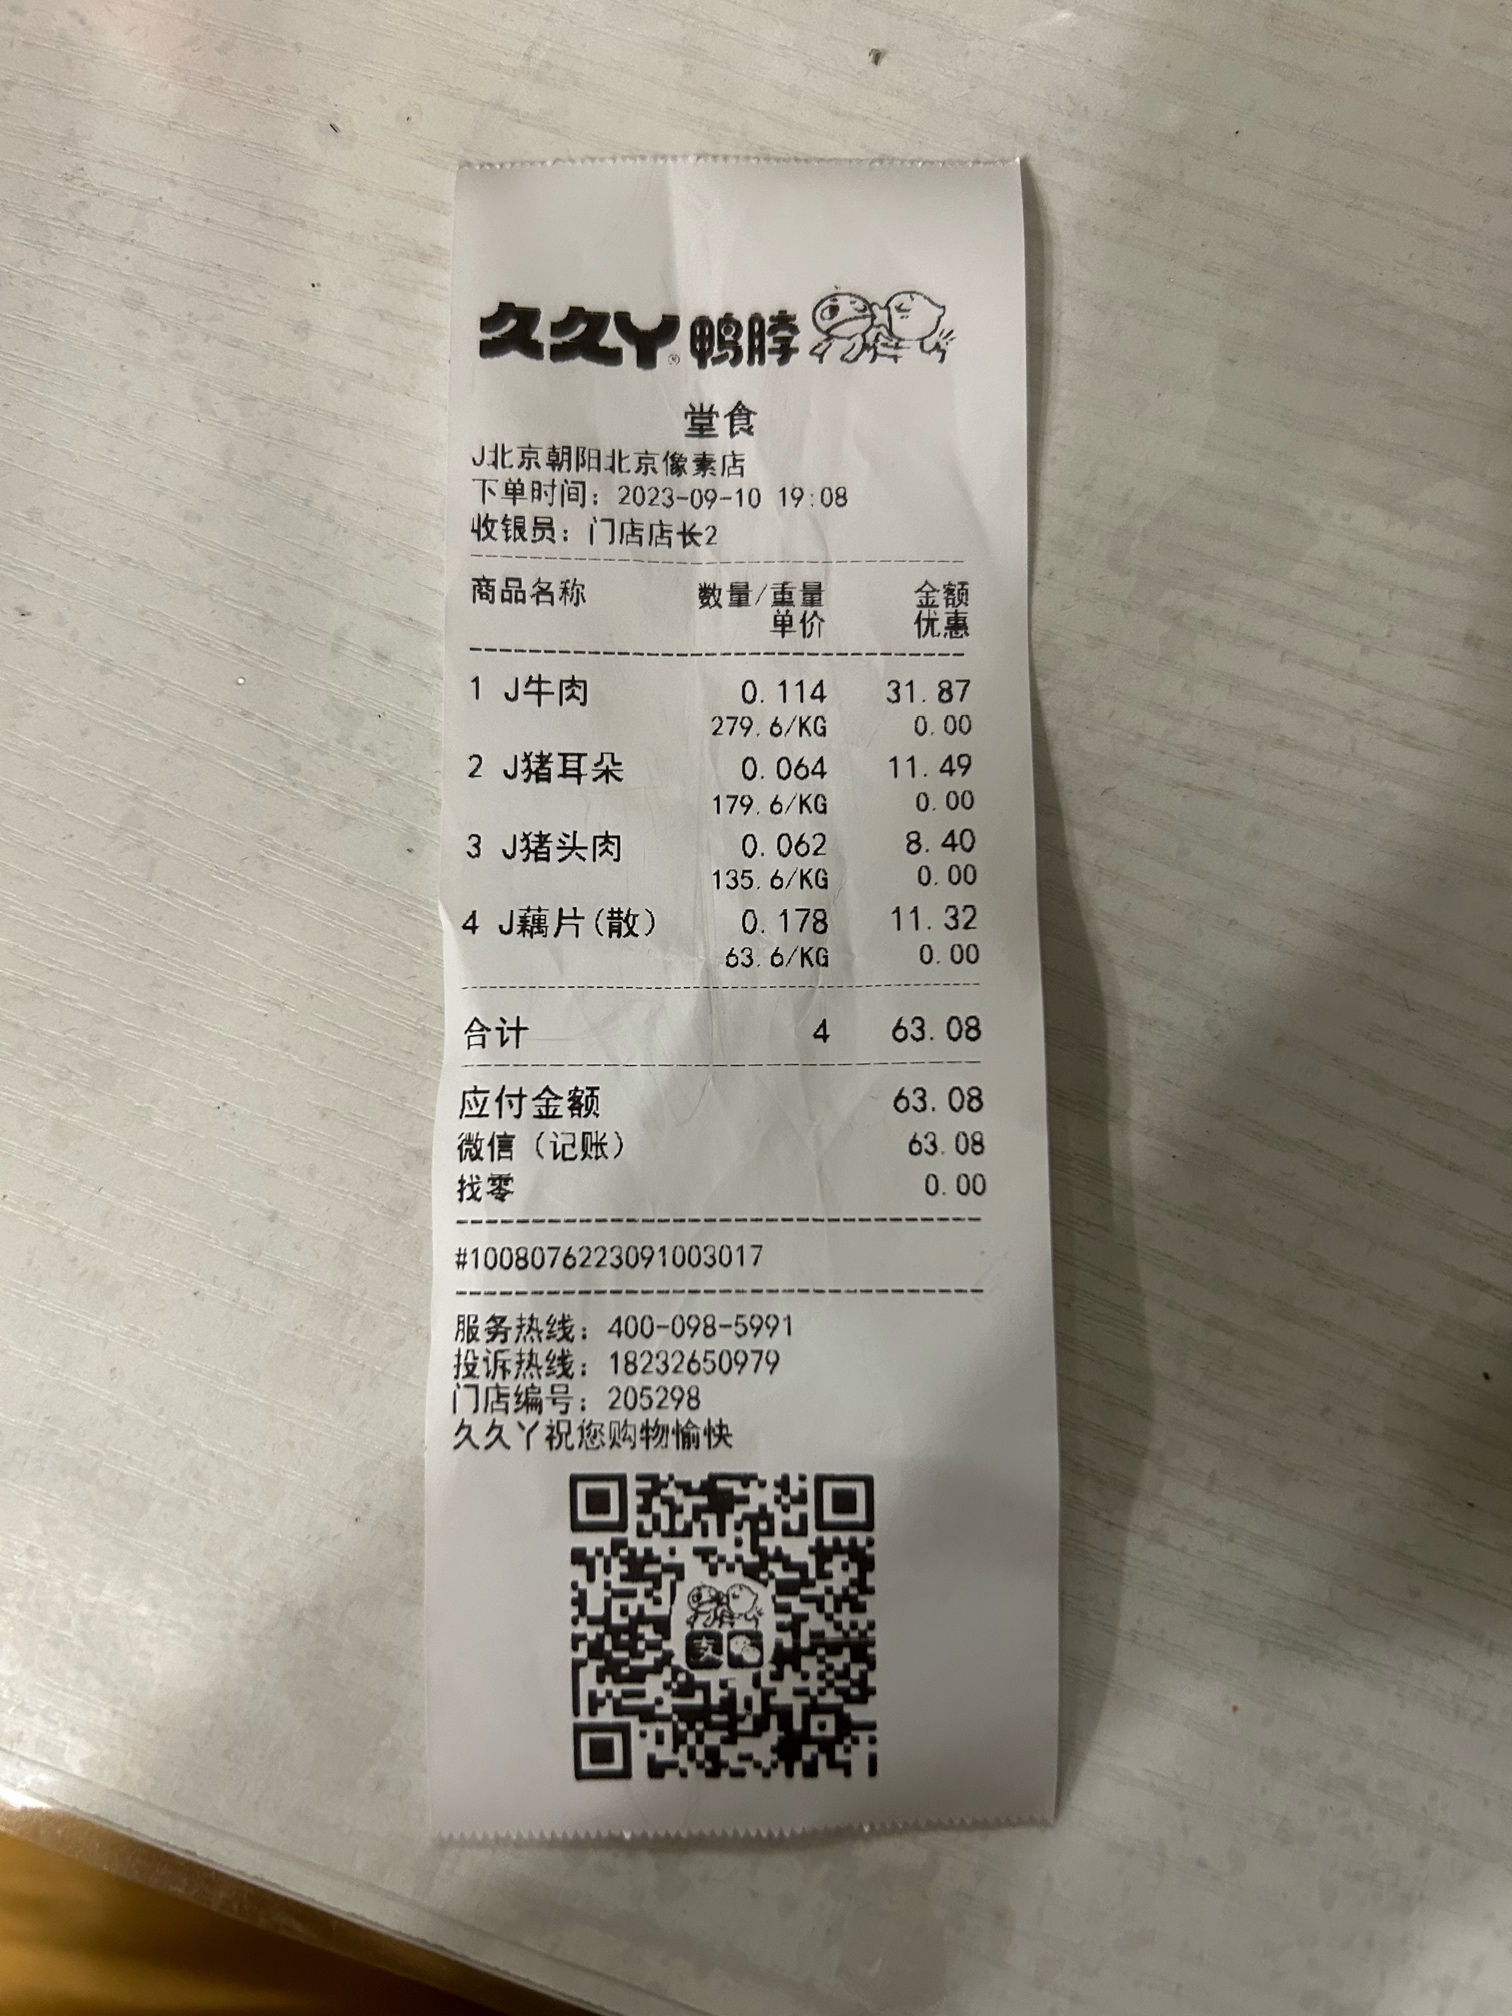 久久丫® 鸭脖
堂食
J北京朝阳北京像素店
下单时间：2023-09-10 19:08
收银员：门店店长2
商品名称 数量/重量 金额
单价 优惠
1 J牛肉 0.114 31.87
279.6/KG 0.00
2 J猪耳朵 0.064 11.49
179.6/KG 0.00
3 J猪头肉 0.062 8.40
135.6/KG 0.00
4 J藕片(散) 0.178 11.32
63.6/KG 0.00
合计 4 63.08
应付金额 63.08
微信（记账） 63.08
找零 0.00
#1008076223091003017
服务热线：400-098-5991
投诉热线：18232650979
门店编号：205298
久久丫祝您购物愉快
支